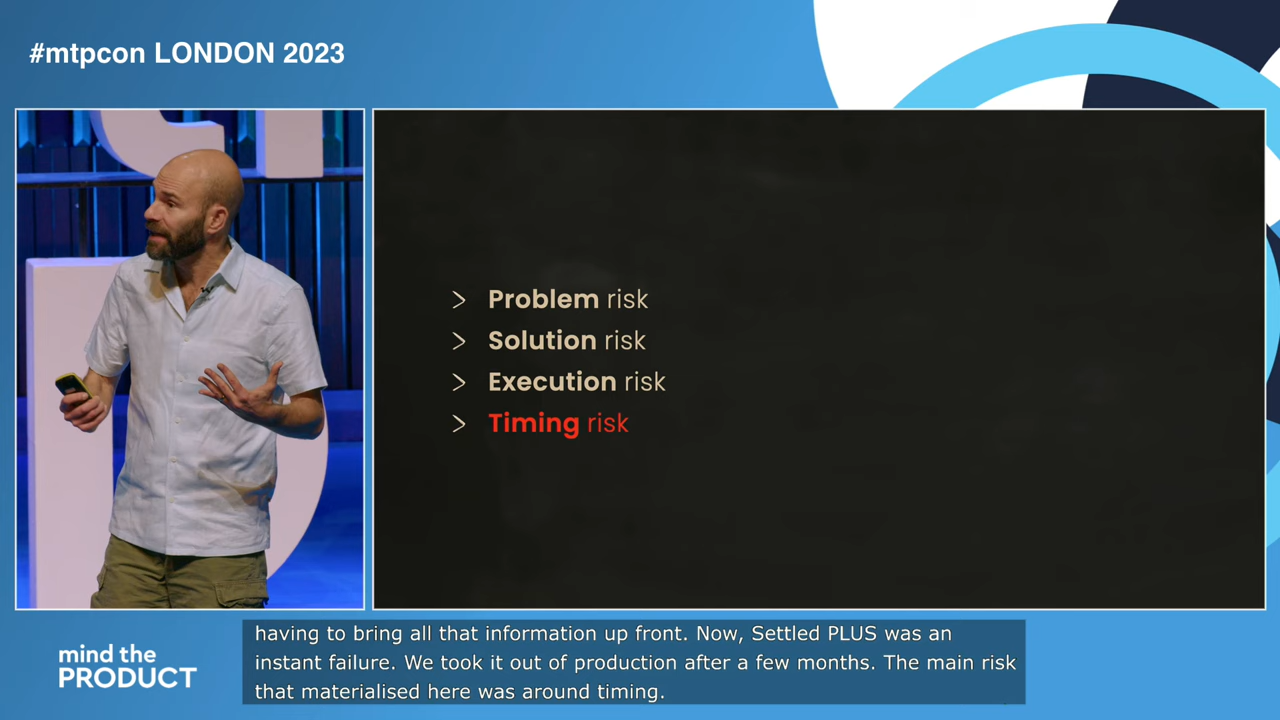 #mtpcon LONDON 2023
> Problem risk
> Solution risk
> Execution risk
> Timing risk
mind the
PRODUCT
having to bring all that information up front. Now, Settled PLUS was an
instant failure. We took it out of production after a few months. The main risk
that materialised here was around timing.